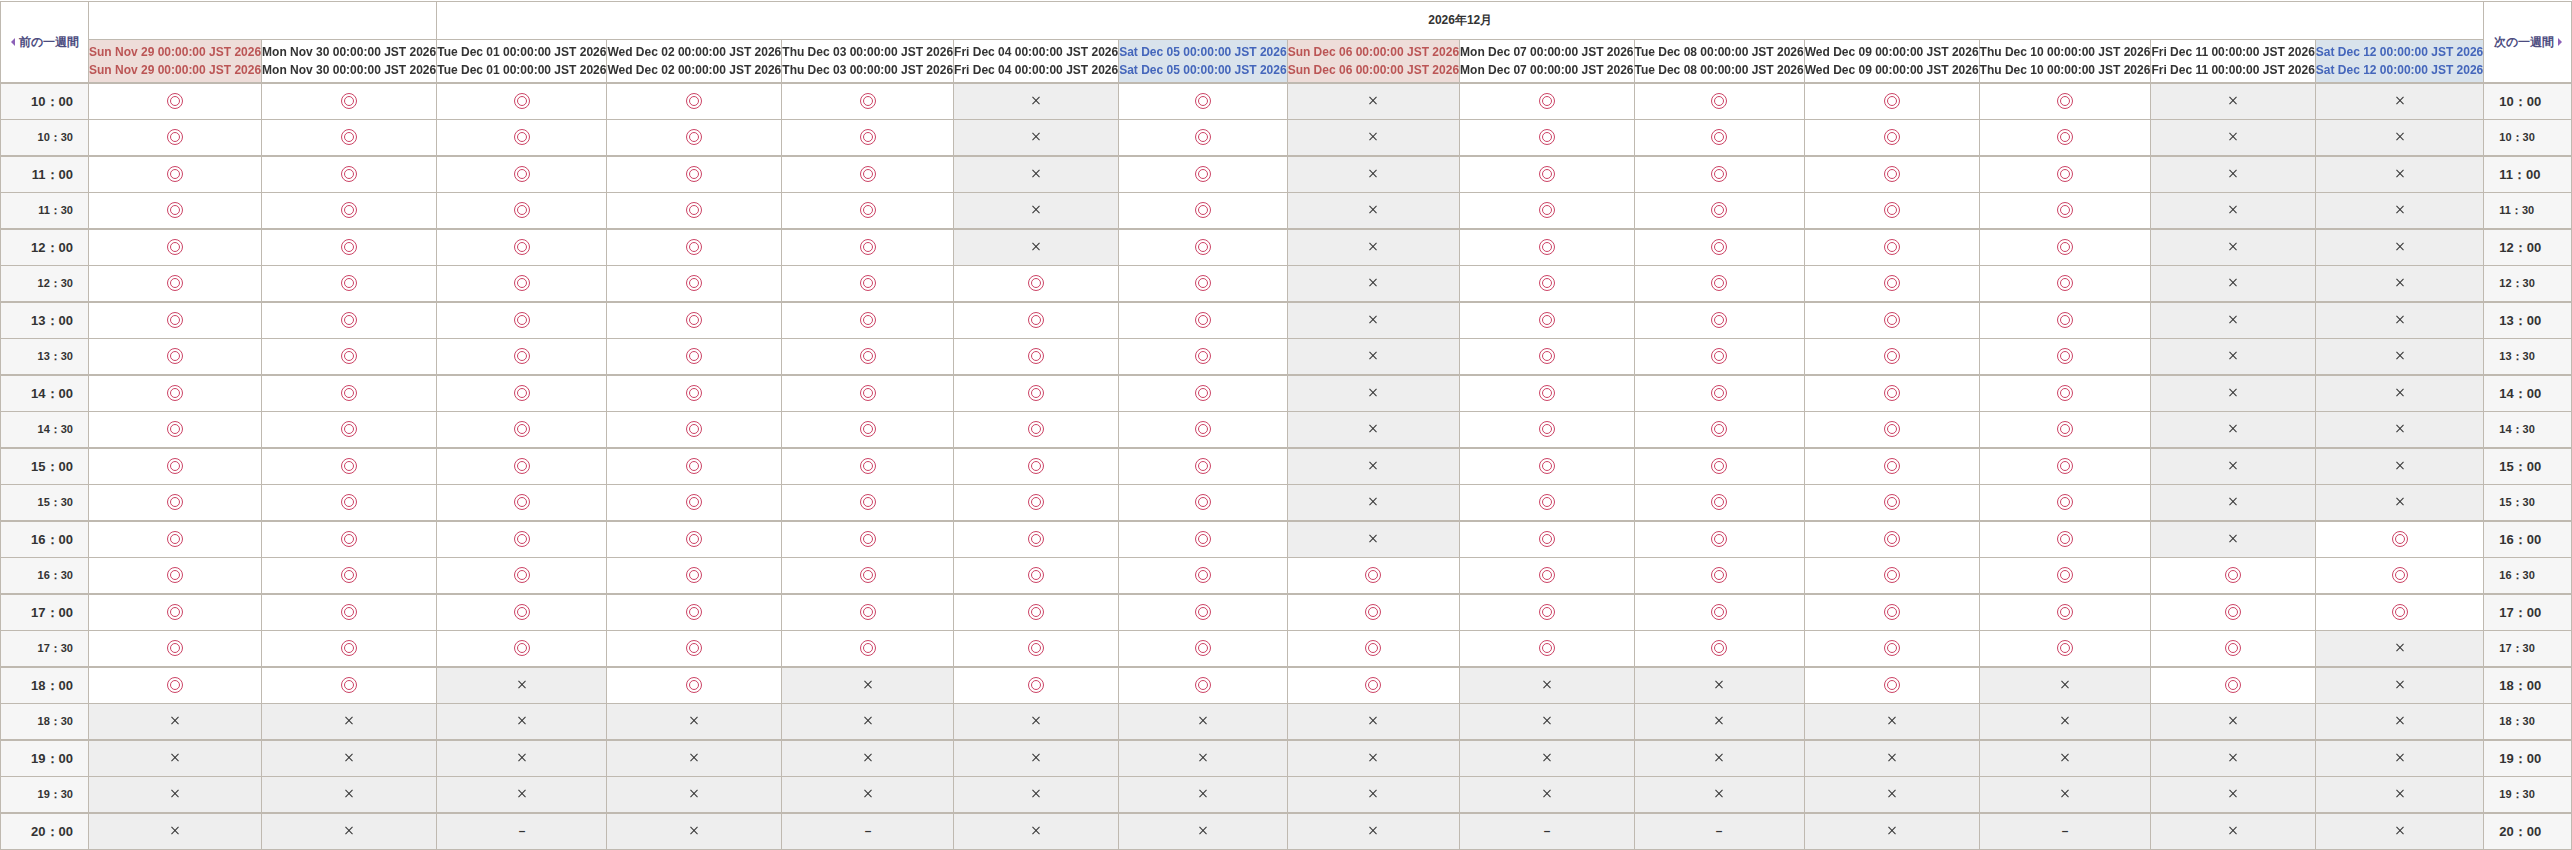 2026年12月
前の一週間
次の一週間
Sun Nov 29 00:00:00 JST 2026 Mon Nov 30 00:00:00 JST 2026 Tue Dec 01 00:00:00 JST 2026 Wed Dec 02 00:00:00 JST 2026 Thu Dec 03 00:00:00 JST 2026 Fri Dec 04 00:00:00 JST 2026 Sat Dec 05 00:00:00 JST 2026 Sun Dec 06 00:00:00 JST 2026 Mon Dec 07 00:00:00 JST 2026 Tue Dec 08 00:00:00 JST 2026 Wed Dec 09 00:00:00 JST 2026 Thu Dec 10 00:00:00 JST 2026 Fri Dec 11 00:00:00 JST 2026 Sat Dec 12 00:00:00 JST 2026
Sun Nov 29 00:00:00 JST 2026 Mon Nov 30 00:00:00 JST 2026 Tue Dec 01 00:00:00 JST 2026 Wed Dec 02 00:00:00 JST 2026 Thu Dec 03 00:00:00 JST 2026 Fri Dec 04 00:00:00 JST 2026 Sat Dec 05 00:00:00 JST 2026 Sun Dec 06 00:00:00 JST 2026 Mon Dec 07 00:00:00 JST 2026 Tue Dec 08 00:00:00 JST 2026 Wed Dec 09 00:00:00 JST 2026 Thu Dec 10 00:00:00 JST 2026 Fri Dec 11 00:00:00 JST 2026 Sat Dec 12 00:00:00 JST 2026
10：00 ◎ ◎ ◎ ◎ ◎ × ◎ × ◎ ◎ ◎ ◎ × × 10：00
10：30 ◎ ◎ ◎ ◎ ◎ × ◎ × ◎ ◎ ◎ ◎ × × 10：30
11：00 ◎ ◎ ◎ ◎ ◎ × ◎ × ◎ ◎ ◎ ◎ × × 11：00
11：30 ◎ ◎ ◎ ◎ ◎ × ◎ × ◎ ◎ ◎ ◎ × × 11：30
12：00 ◎ ◎ ◎ ◎ ◎ × ◎ × ◎ ◎ ◎ ◎ × × 12：00
12：30 ◎ ◎ ◎ ◎ ◎ ◎ ◎ × ◎ ◎ ◎ ◎ × × 12：30
13：00 ◎ ◎ ◎ ◎ ◎ ◎ ◎ × ◎ ◎ ◎ ◎ × × 13：00
13：30 ◎ ◎ ◎ ◎ ◎ ◎ ◎ × ◎ ◎ ◎ ◎ × × 13：30
14：00 ◎ ◎ ◎ ◎ ◎ ◎ ◎ × ◎ ◎ ◎ ◎ × × 14：00
14：30 ◎ ◎ ◎ ◎ ◎ ◎ ◎ × ◎ ◎ ◎ ◎ × × 14：30
15：00 ◎ ◎ ◎ ◎ ◎ ◎ ◎ × ◎ ◎ ◎ ◎ × × 15：00
15：30 ◎ ◎ ◎ ◎ ◎ ◎ ◎ × ◎ ◎ ◎ ◎ × × 15：30
16：00 ◎ ◎ ◎ ◎ ◎ ◎ ◎ × ◎ ◎ ◎ ◎ × ◎ 16：00
16：30 ◎ ◎ ◎ ◎ ◎ ◎ ◎ ◎ ◎ ◎ ◎ ◎ ◎ ◎ 16：30
17：00 ◎ ◎ ◎ ◎ ◎ ◎ ◎ ◎ ◎ ◎ ◎ ◎ ◎ ◎ 17：00
17：30 ◎ ◎ ◎ ◎ ◎ ◎ ◎ ◎ ◎ ◎ ◎ ◎ ◎ × 17：30
18：00 ◎ ◎ × ◎ × ◎ ◎ ◎ × × ◎ × ◎ × 18：00
18：30 × × × × × × × × × × × × × × 18：30
19：00 × × × × × × × × × × × × × × 19：00
19：30 × × × × × × × × × × × × × × 19：30
20：00 × × – × – × × × – – × – × × 20：00